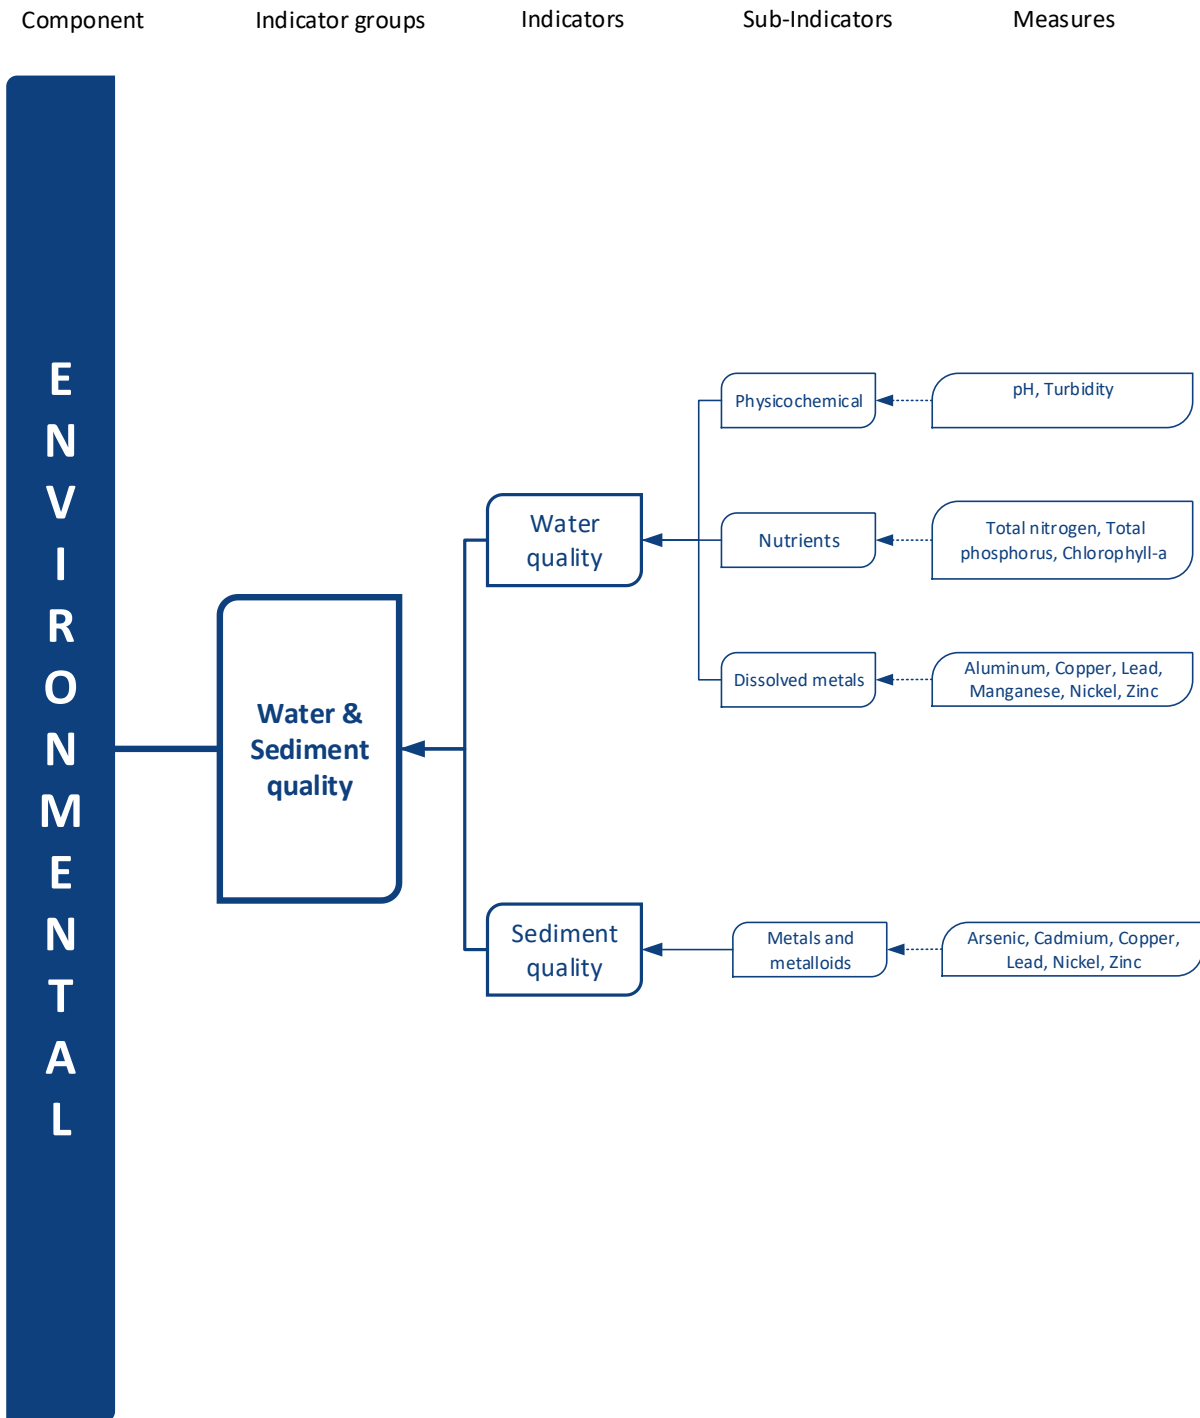 Component
Indicator groups
Indicators
Sub-Indicators
Measures
ENVIRONMENTAL
Water &
Sediment
quality
Water
quality
Physicochemical
pH, Turbidity
Nutrients
Total nitrogen, Total
phosphorus, Chlorophyll-a
Dissolved metals
Aluminum, Copper, Lead,
Manganese, Nickel, Zinc
Sediment
quality
Metals and
metalloids
Arsenic, Cadmium, Copper,
Lead, Nickel, Zinc